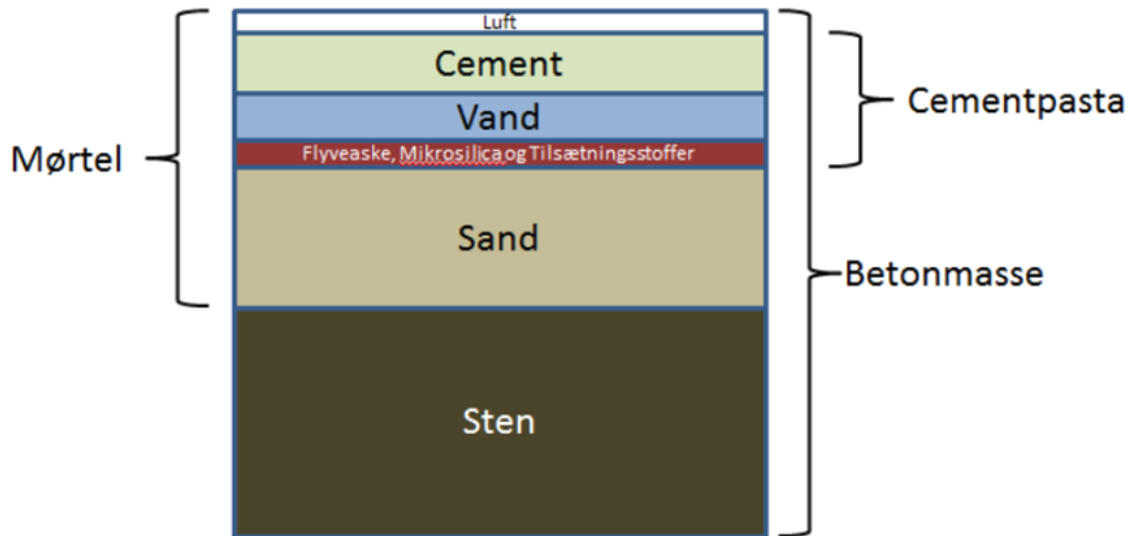 Luft
Cement
Cementpasta
Vand
Mørtel
Flyveaske, Mikrosilica og Tilsætningsstoffer
Sand
Betonmasse
Sten